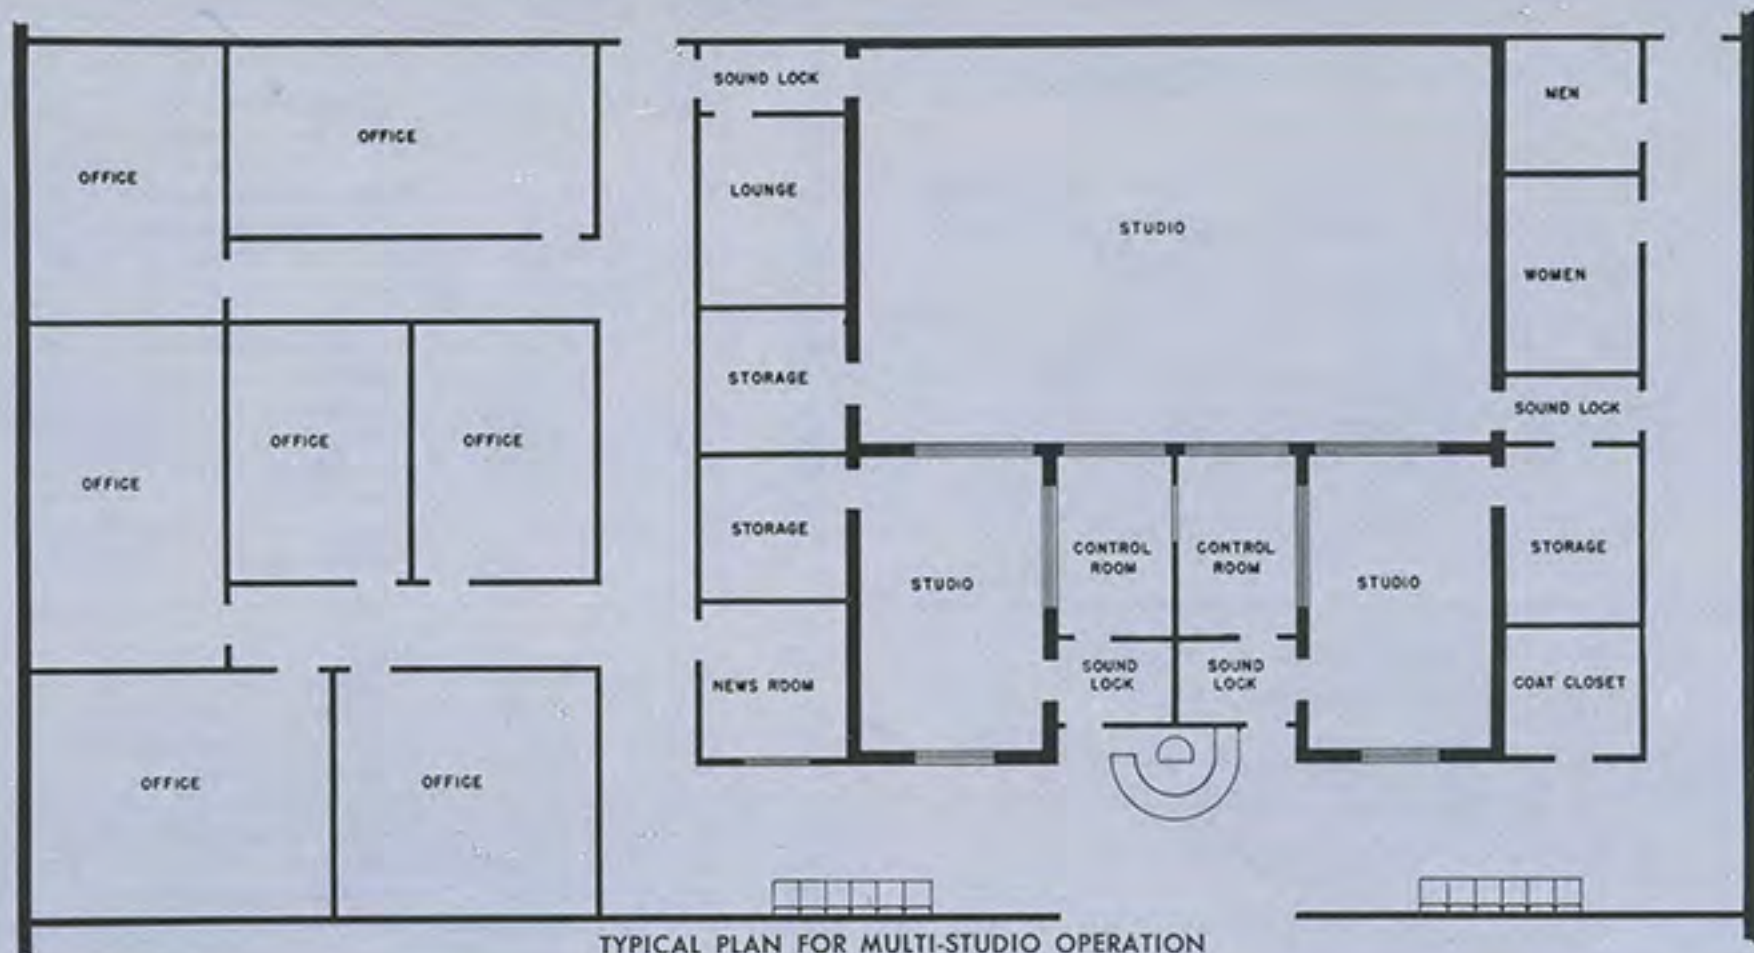 SOUND LOCK
MEN
OFFICE
OFFICE
LOUNGE
STUDIO
WOMEN
STORAGE
SOUND LOCK
OFFICE
OFFICE
OFFICE
STORAGE
CONTROL
ROOM
CONTROL
ROOM
STORAGE
STUDIO
STUDIO
SOUND
LOCK
SOUND
LOCK
NEWS ROOM
COAT CLOSET
OFFICE
OFFICE
TYPICAL PLAN FOR MULTI-STUDIO OPERATION